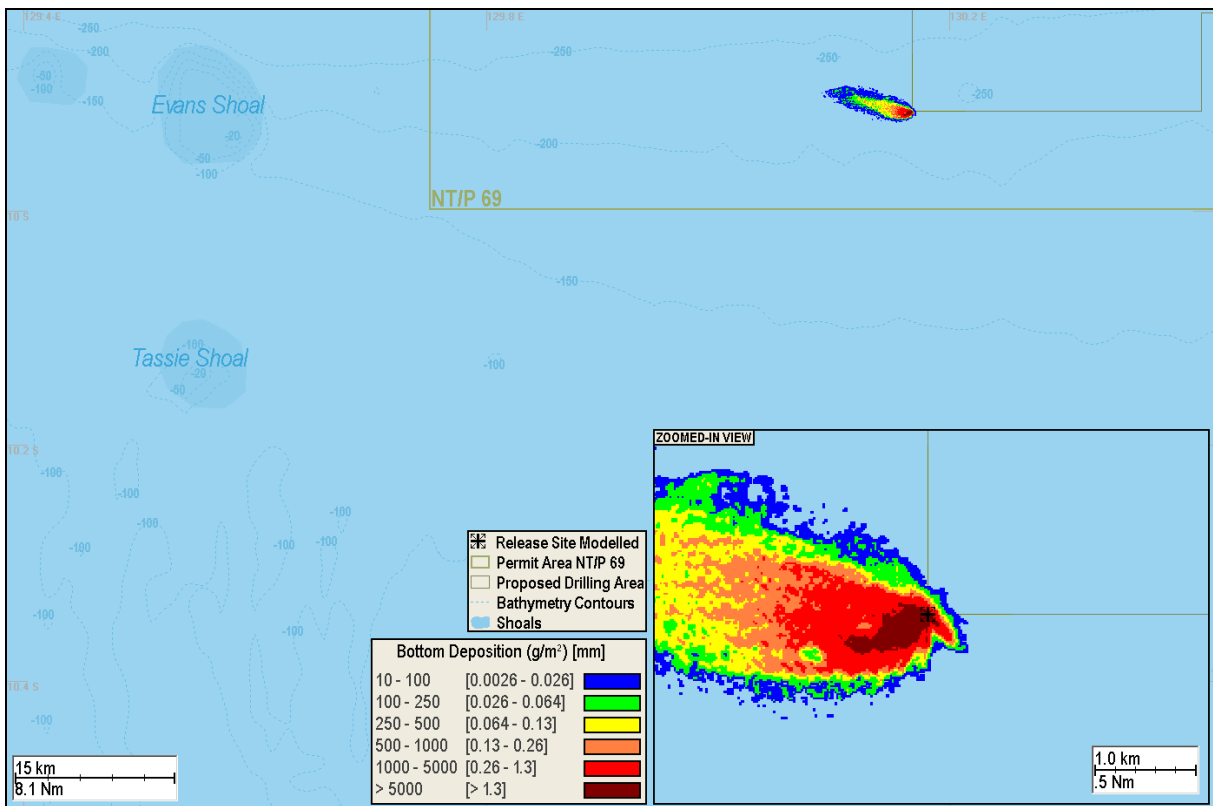 129.4 E
129.8 E
130.2 E
-250
-200
-250
-250
-50
-100
-150
Evans Shoal
-250
-20
-50
-100
-200
NT/P 69
10 S
-150
-100
Tassie Shoal
-20
-50
-100
10.2 S
-100
-100
-100
-100
-100
-100
-100
-100
-100
10.4 S
-100
ZOOMED-IN VIEW
Release Site Modelled
Permit Area NT/P 69
Proposed Drilling Area
Bathymetry Contours
Shoals
Bottom Deposition (g/m²) [mm]
10 - 100 [0.0026 - 0.026]
100 - 250 [0.026 - 0.064]
250 - 500 [0.064 - 0.13]
500 - 1000 [0.13 - 0.26]
1000 - 5000 [0.26 - 1.3]
> 5000 [> 1.3]
15 km
8.1 Nm
1.0 km
.5 Nm